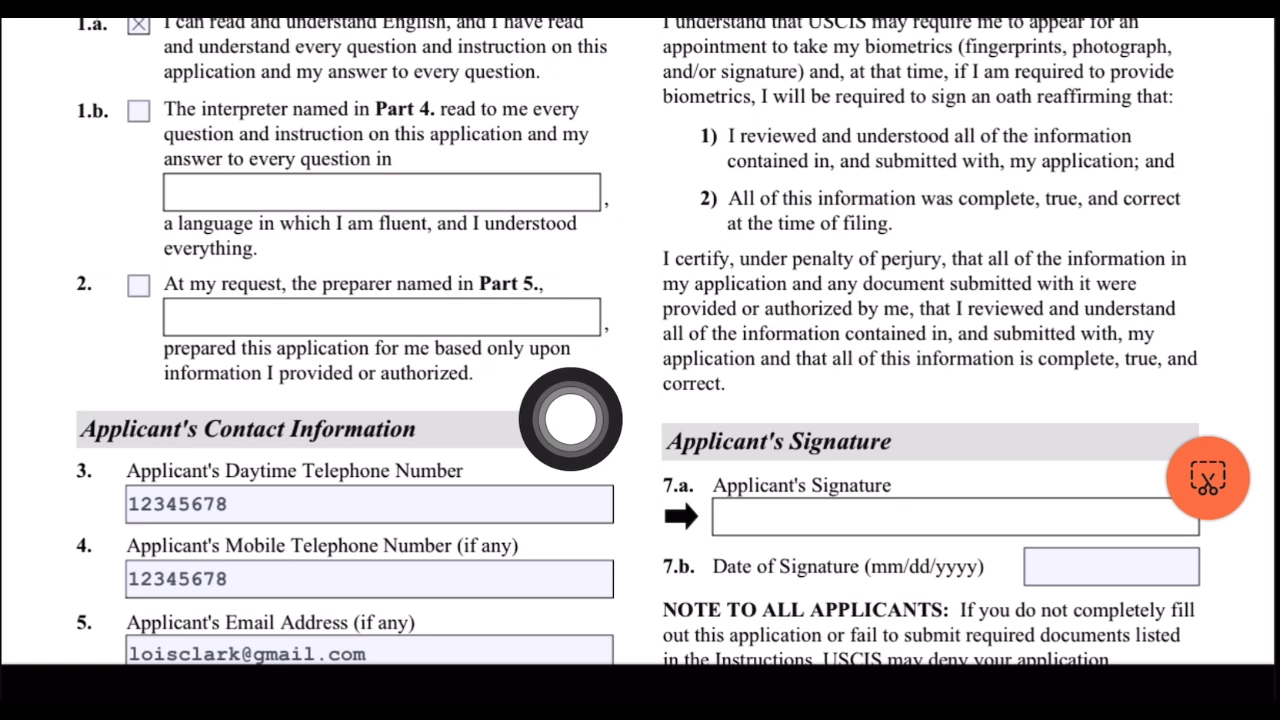 1.a. I can read and understand English, and I have read
and understand every question and instruction on this
application and my answer to every question.
1.b. The interpreter named in Part 4. read to me every
question and instruction on this application and my
answer to every question in
,
a language in which I am fluent, and I understood
everything.
2. At my request, the preparer named in Part 5.,
,
prepared this application for me based only upon
information I provided or authorized.
Applicant's Contact Information
3. Applicant's Daytime Telephone Number
12345678
4. Applicant's Mobile Telephone Number (if any)
12345678
5. Applicant's Email Address (if any)
loisclark@gmail.com
I understand that USCIS may require me to appear for an
appointment to take my biometrics (fingerprints, photograph,
and/or signature) and, at that time, if I am required to provide
biometrics, I will be required to sign an oath reaffirming that:
1) I reviewed and understood all of the information
contained in, and submitted with, my application; and
2) All of this information was complete, true, and correct
at the time of filing.
I certify, under penalty of perjury, that all of the information in
my application and any document submitted with it were
provided or authorized by me, that I reviewed and understand
all of the information contained in, and submitted with, my
application and that all of this information is complete, true, and
correct.
Applicant's Signature
7.a. Applicant's Signature
7.b. Date of Signature (mm/dd/yyyy)
NOTE TO ALL APPLICANTS: If you do not completely fill
out this application or fail to submit required documents listed
in the Instructions, USCIS may deny your application